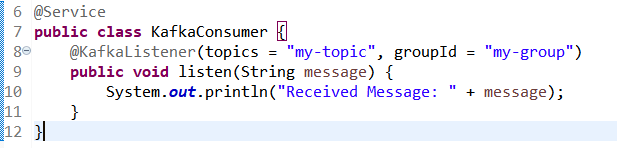 6 @Service
7 public class KafkaConsumer {
8 @KafkaListener(topics = "my-topic", groupId = "my-group")
9 public void listen(String message) {
10 System.out.println("Received Message: " + message);
11 }
12 }